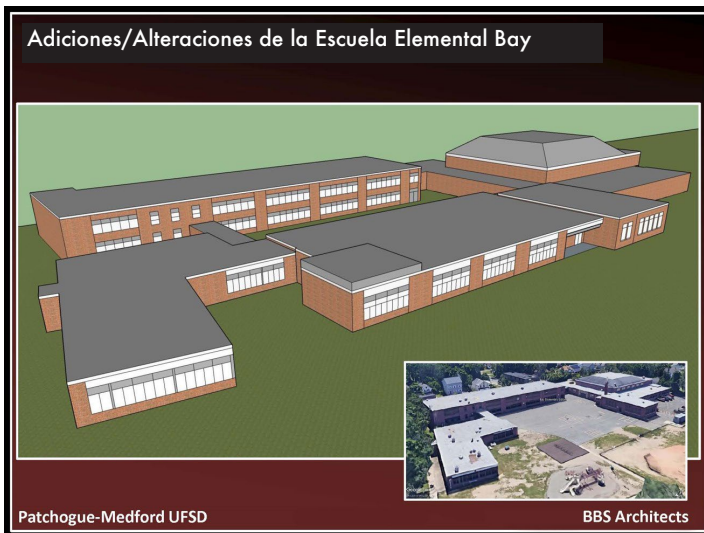 Adiciones/Alteraciones de la Escuela Elemental Bay
Patchogue-Medford UFSD
BBS Architects